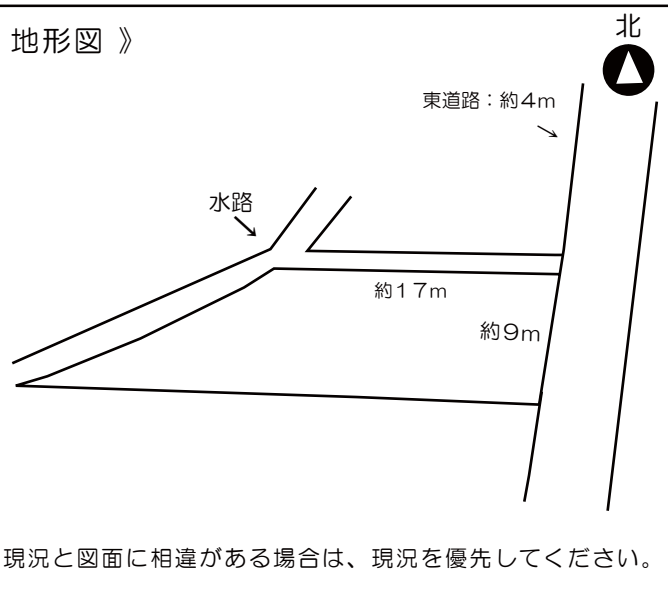 地形図 》
北
東道路：約4m
水路
約17m
約9m
現況と図面に相違がある場合は、現況を優先してください。